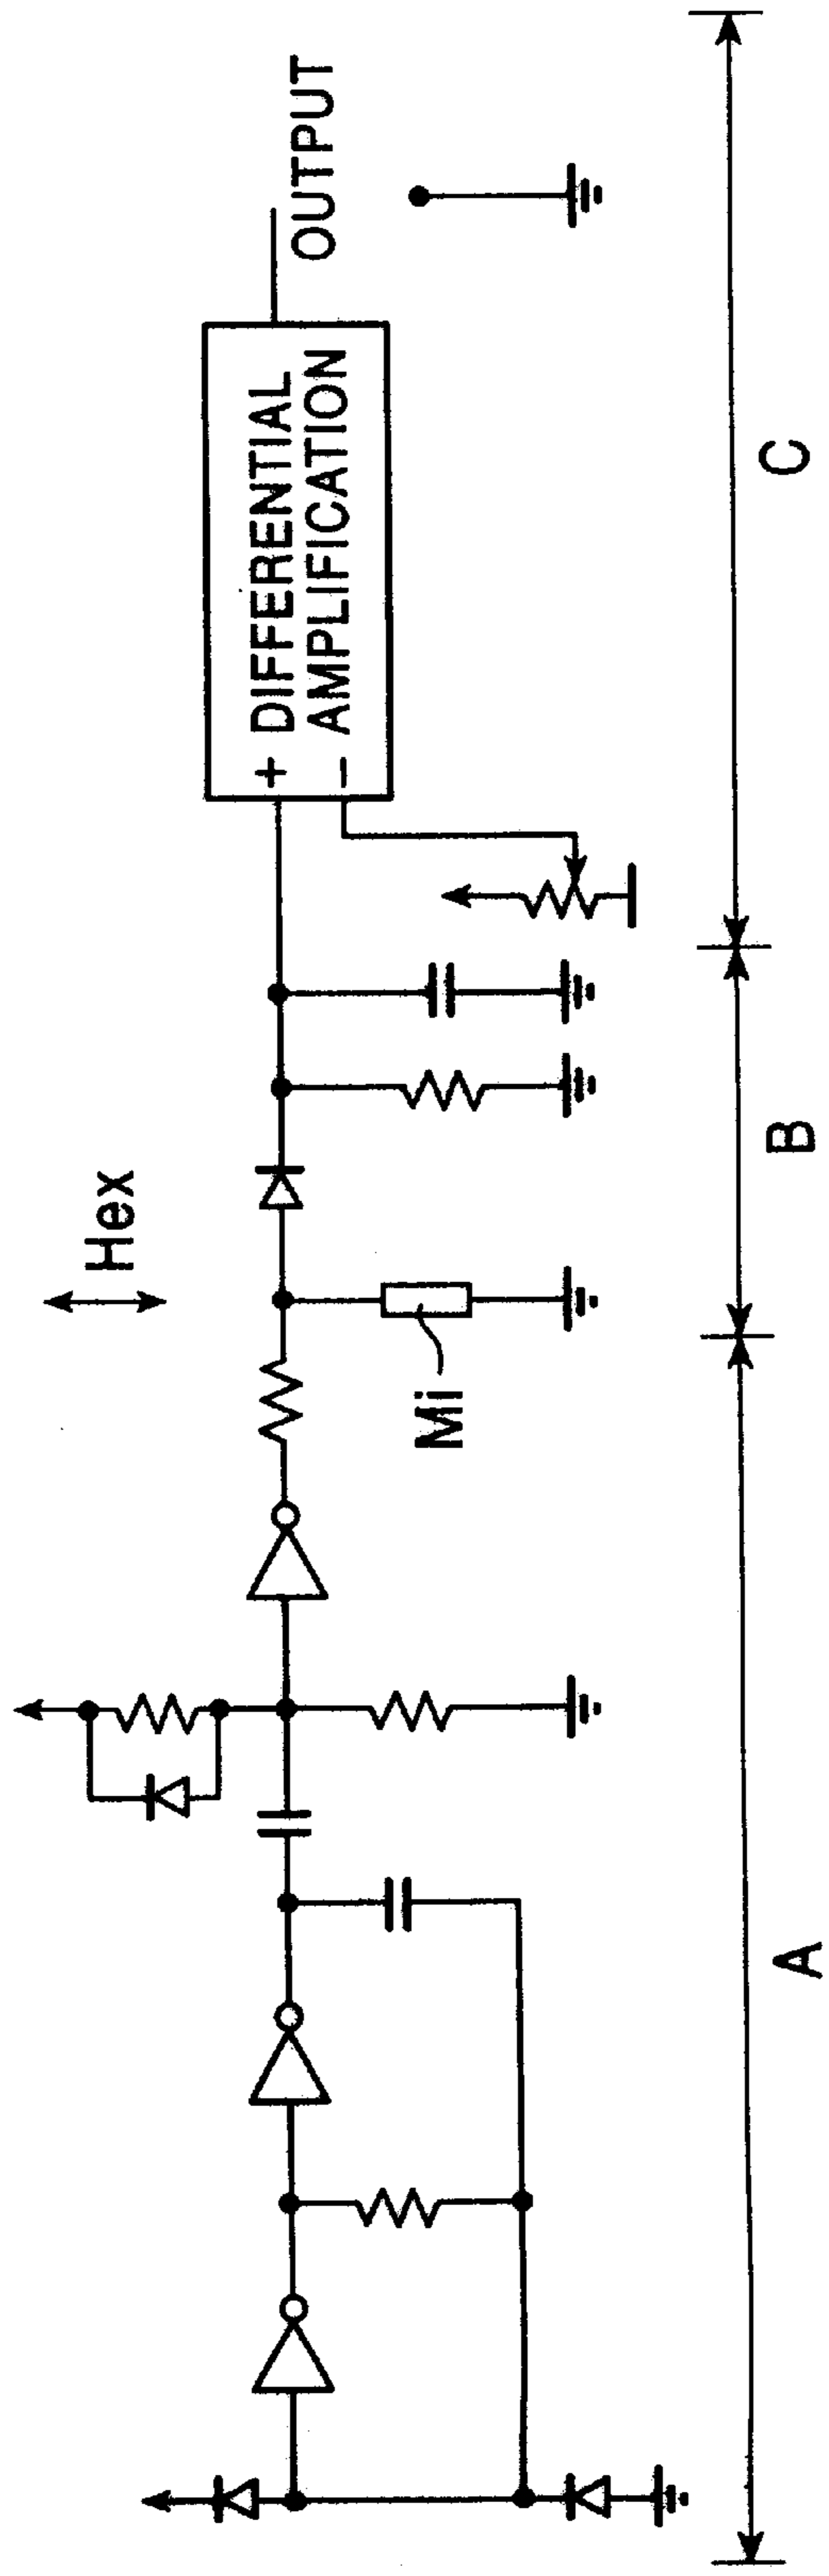 Hex
Mi
+ DIFFERENTIAL
- AMPLIFICATION
OUTPUT
A
B
C